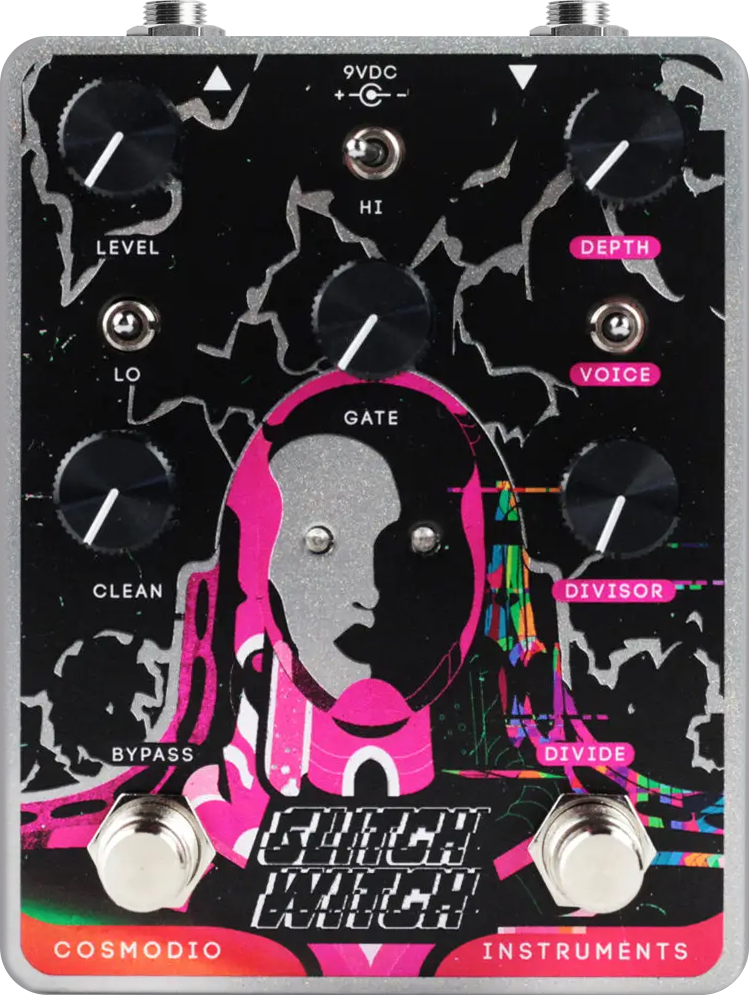 9VDC
+ -
HI
LEVEL
DEPTH
LO
VOICE
GATE
CLEAN
DIVISOR
BYPASS
DIVIDE
GLITCH
WITCH
COSMODIO INSTRUMENTS